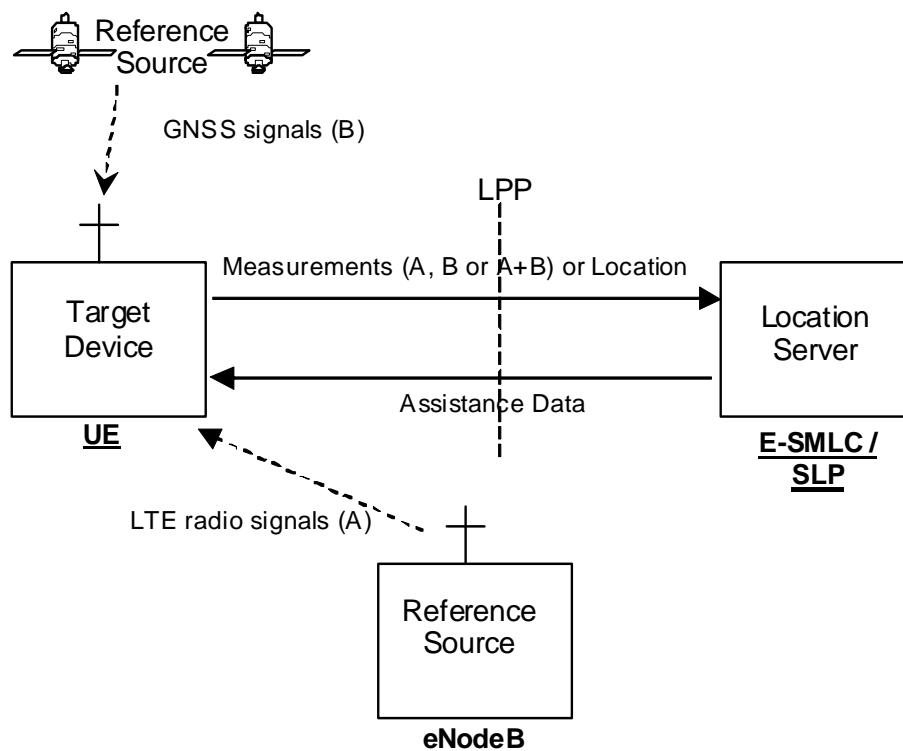 Reference
Source
GNSS signals (B)
LPP
Measurements (A, B or A+B) or Location
Target
Device
Location
Server
Assistance Data
UE
E-SMLC /
SLP
LTE radio signals (A)
Reference
Source
eNodeB